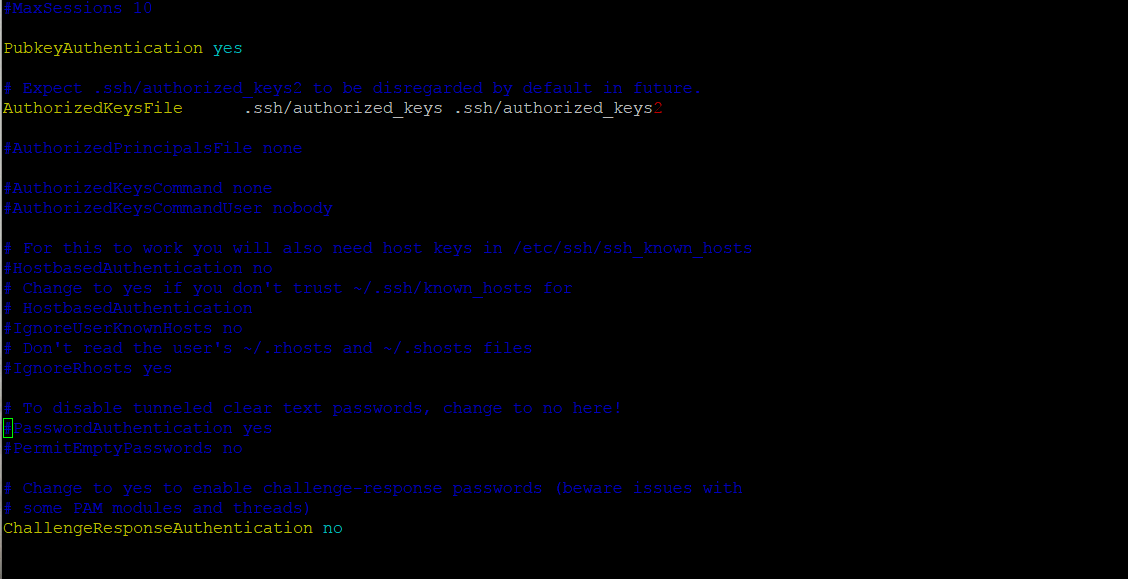 #MaxSessions 10
PubkeyAuthentication yes
# Expect .ssh/authorized_keys2 to be disregarded by default in future.
AuthorizedKeysFile .ssh/authorized_keys .ssh/authorized_keys2
#AuthorizedPrincipalsFile none
#AuthorizedKeysCommand none
#AuthorizedKeysCommandUser nobody
# For this to work you will also need host keys in /etc/ssh/ssh_known_hosts
#HostbasedAuthentication no
# Change to yes if you don't trust ~/.ssh/known_hosts for
# HostbasedAuthentication
#IgnoreUserKnownHosts no
# Don't read the user's ~/.rhosts and ~/.shosts files
#IgnoreRhosts yes
# To disable tunneled clear text passwords, change to no here!
#PasswordAuthentication yes
#PermitEmptyPasswords no
# Change to yes to enable challenge-response passwords (beware issues with
# some PAM modules and threads)
ChallengeResponseAuthentication no